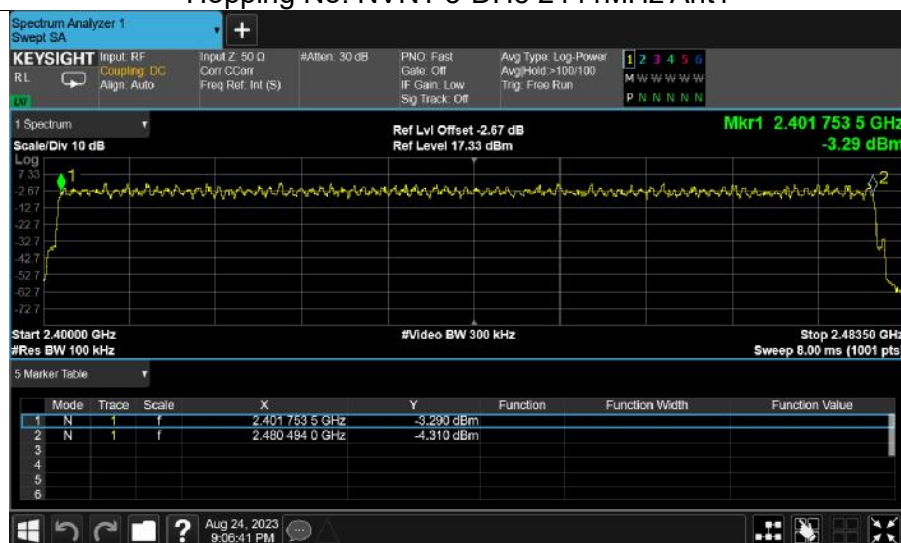 Spectrum Analyzer 1
Swept SA
+
KEYSIGHT Input: RF Input Z: 50 Ω #Atten: 30 dB PNO: Fast Avg Type: Log-Power 1 2 3 4 5 6
RL Coupling: DC Corr CCorr Gate: Off Avg|Hold: >100/100 M W W W W W
Align: Auto Freq Ref: Int (S) IF Gain: Low Trig: Free Run
Sig Track: Off P N N N N N
1 Spectrum Ref Lvl Offset -2.67 dB Mkr1 2.401 753 5 GHz
Scale/Div 10 dB Ref Level 17.33 dBm -3.29 dBm
Log
7.33
1 2
-2.67
-12.7
-22.7
-32.7
-42.7
-52.7
-62.7
-72.7
Start 2.40000 GHz #Video BW 300 kHz Stop 2.48350 GHz
#Res BW 100 kHz Sweep 8.00 ms (1001 pts)
5 Marker Table
Mode Trace Scale X Y Function Function Width Function Value
1 N 1 f 2.401 753 5 GHz -3.290 dBm
2 N 1 f 2.480 494 0 GHz -4.310 dBm
3
4
5
6
? Aug 24, 2023
9:06:41 PM